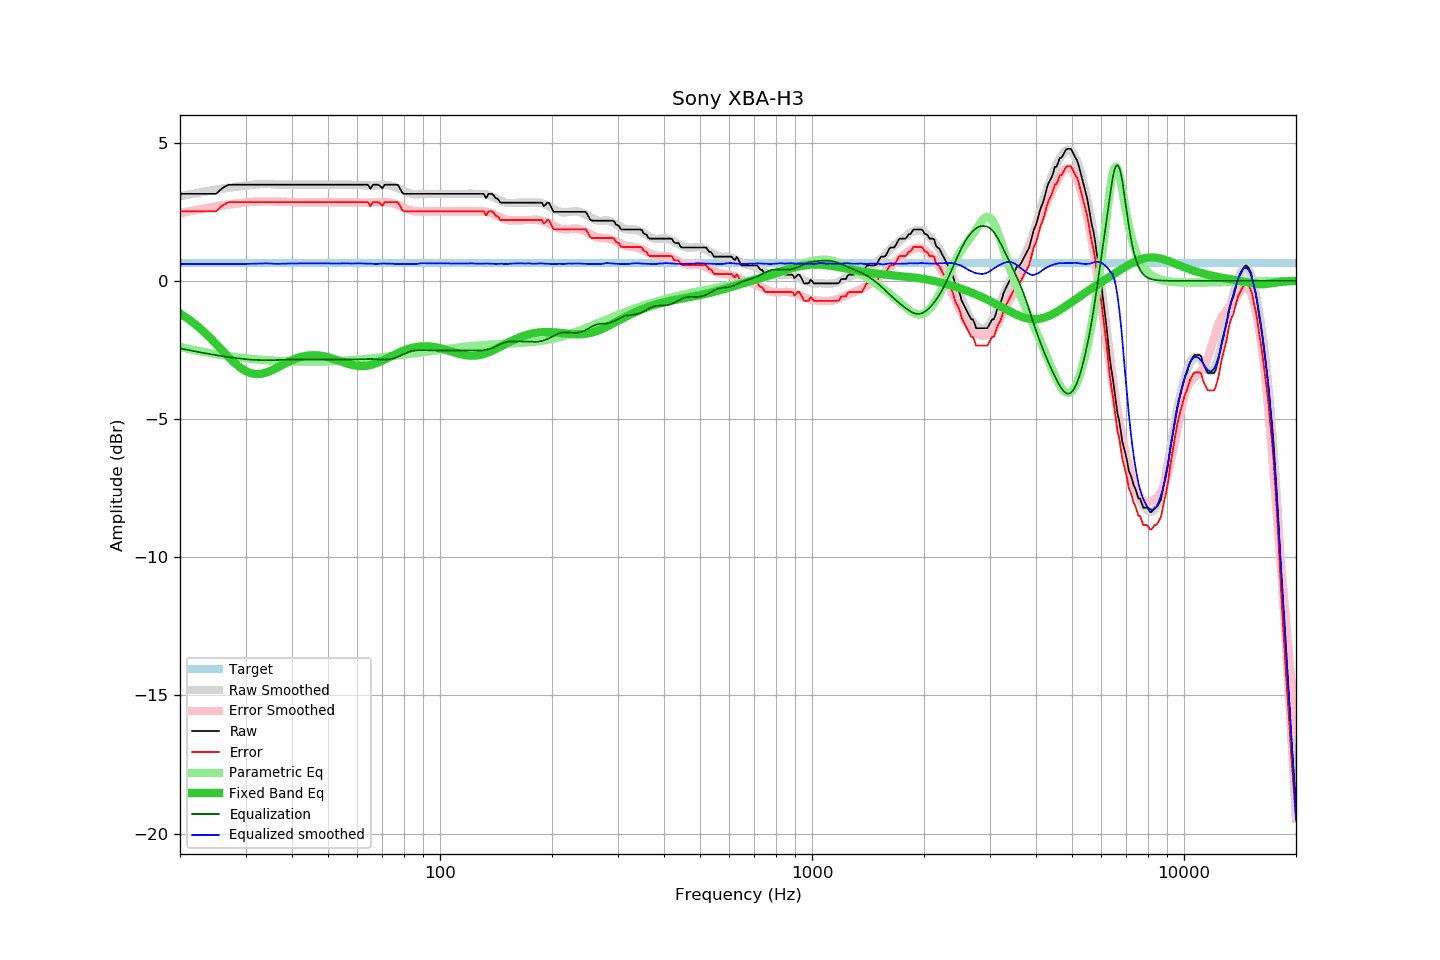 Sony XBA-H3
5
0
−5
−10
−15
−20
Amplitude (dBr)
Target
Raw Smoothed
Error Smoothed
Raw
Error
Parametric Eq
Fixed Band Eq
Equalization
Equalized smoothed
100
1000
10000
Frequency (Hz)